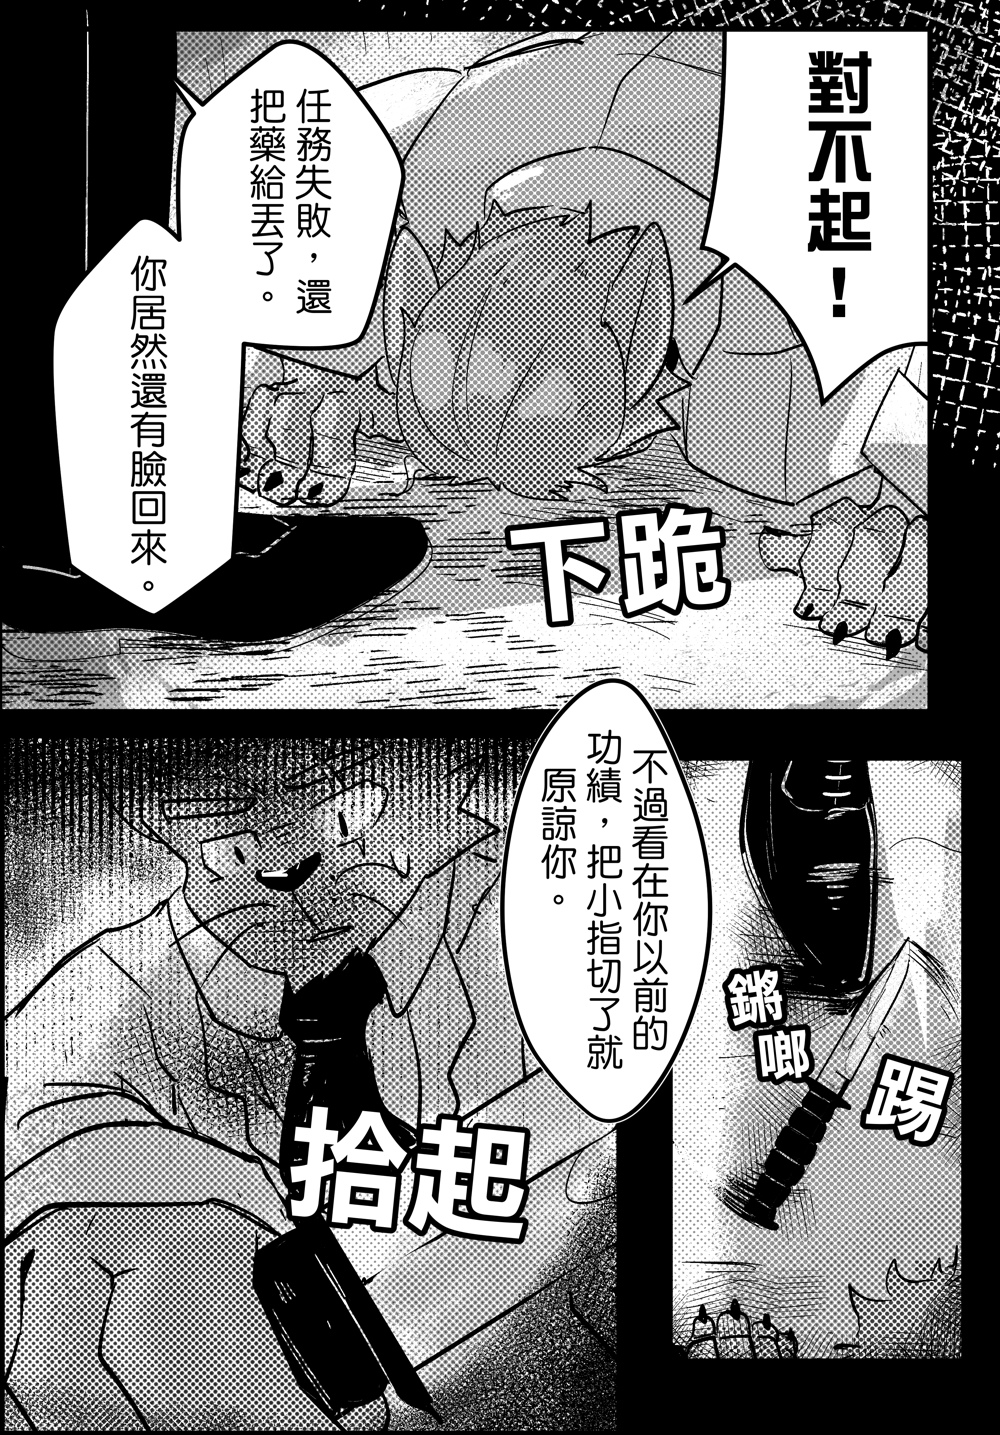 對不起！
任務失敗，還
把藥給丟了。
你居然還有臉回來。
下跪
不過看在你以前的
功績，把小指切了就
原諒你。
鏘
啷
踢
拾起